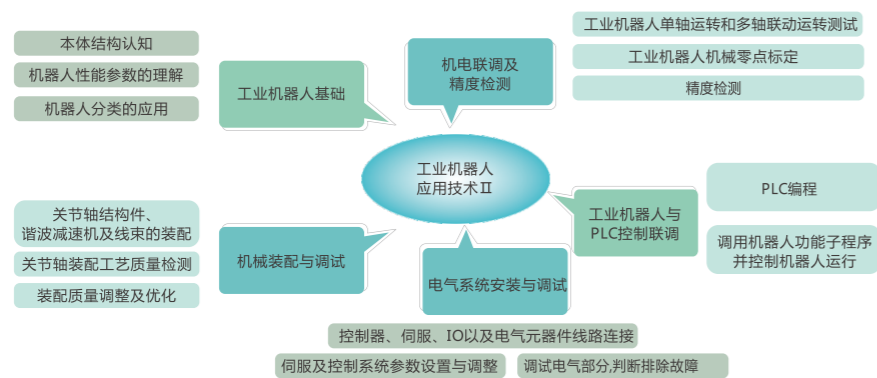 本体结构认知
机器人性能参数的理解
机器人分类的应用
工业机器人基础
机电联调及
精度检测
工业机器人单轴运转和多轴联动运转测试
工业机器人机械零点标定
精度检测
工业机器人
应用技术Ⅱ
关节轴结构件、
谐波减速机及线束的装配
关节轴装配工艺质量检测
装配质量调整及优化
机械装配与调试
电气系统安装与调试
工业机器人与
PLC控制联调
PLC编程
调用机器人功能子程序
并控制机器人运行
控制器、伺服、IO以及电气元器件线路连接
伺服及控制系统参数设置与调整
调试电气部分,判断排除故障